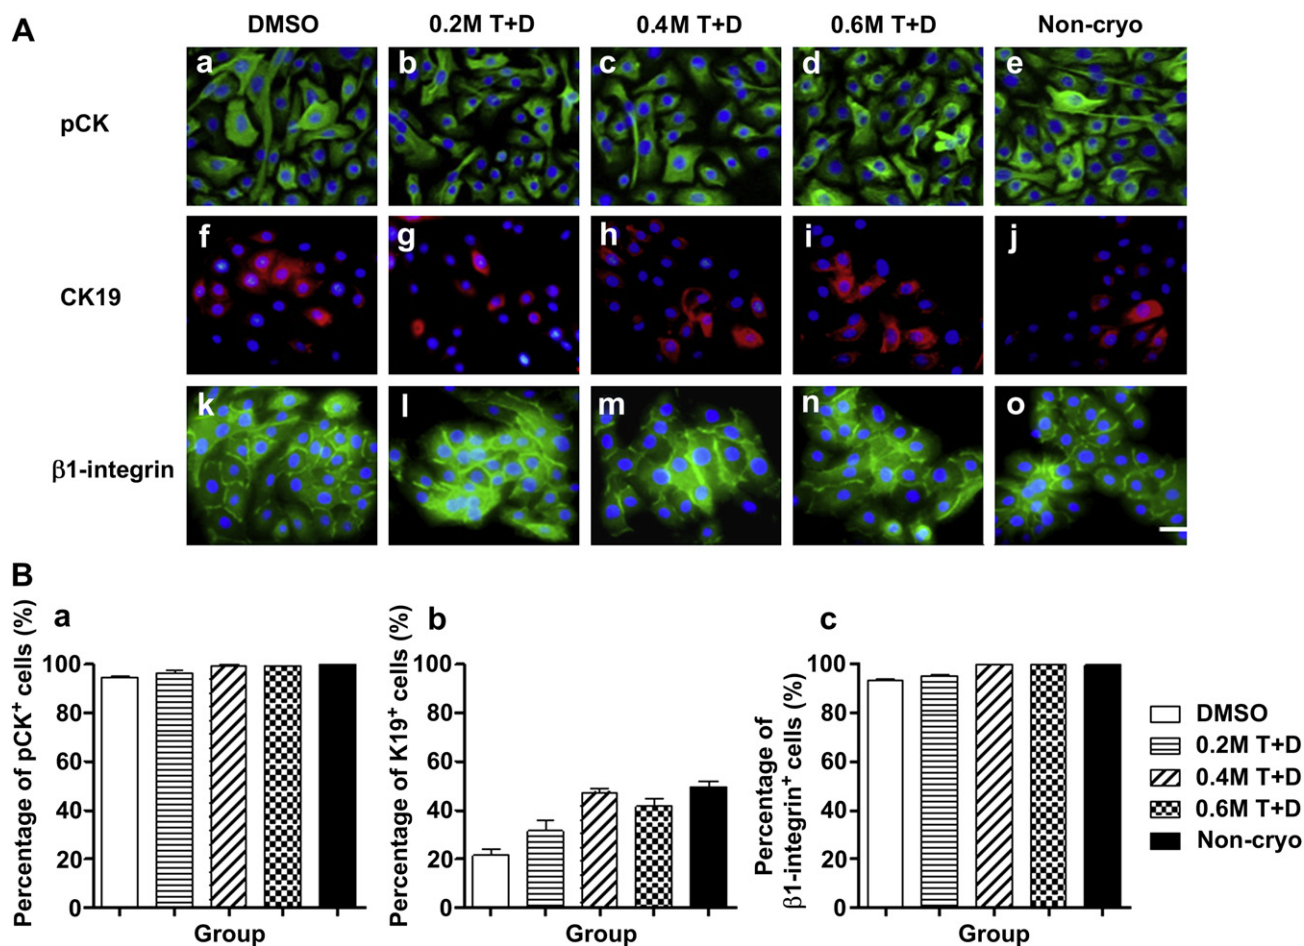 A
DMSO 0.2M T+D 0.4M T+D 0.6M T+D Non-cryo
pCK
a b c d e
CK19
f g h i j
β1-integrin
k l m n o
B
a
Percentage of pCK⁺ cells (%)
100
80
60
40
20
0
Group
b
Percentage of K19⁺ cells (%)
100
80
60
40
20
0
Group
c
Percentage of
β1-integrin⁺ cells (%)
100
80
60
40
20
0
Group
DMSO
0.2M T+D
0.4M T+D
0.6M T+D
Non-cryo